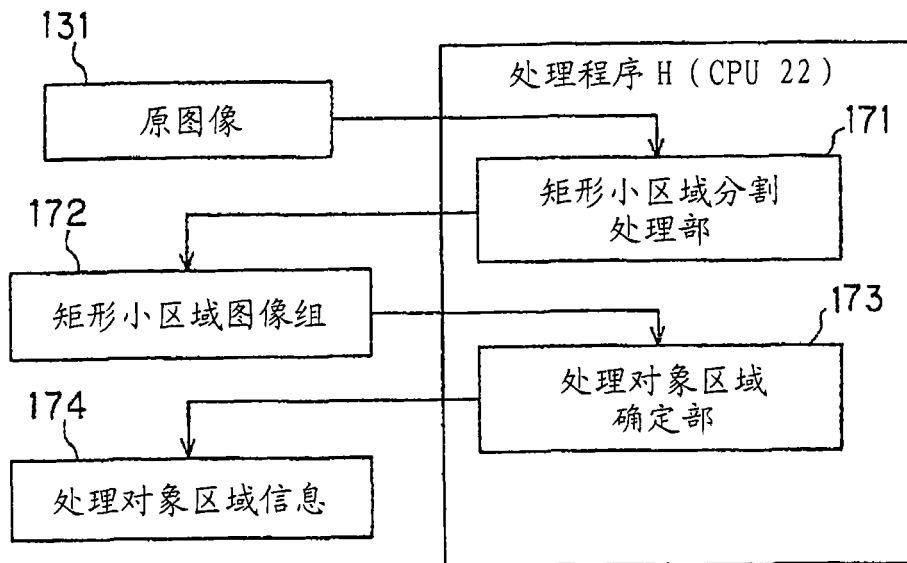 131
处理程序 H ( CPU 22 )
原图像
171
矩形小区域分割
处理部
172
矩形小区域图像组
173
处理对象区域
确定部
174
处理对象区域信息